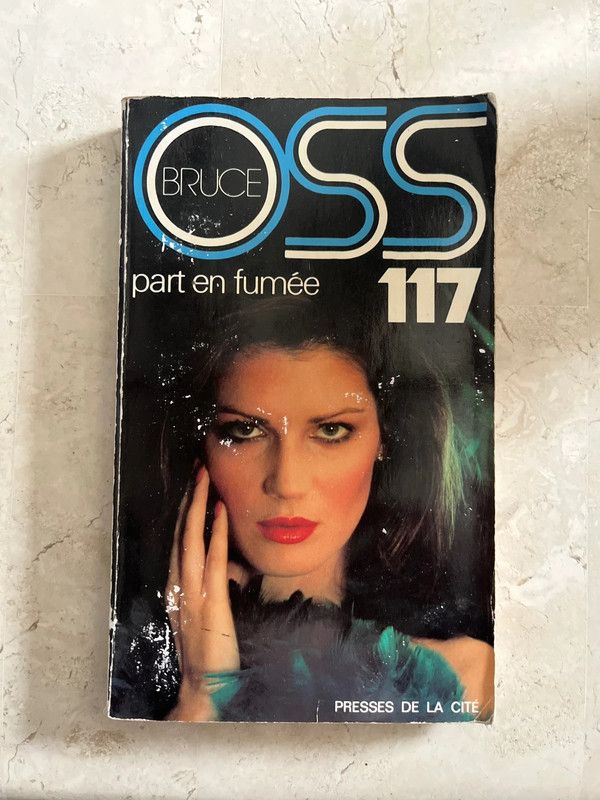 OSS
BRUCE
part en fumée
117
PRESSES DE LA CITÉ